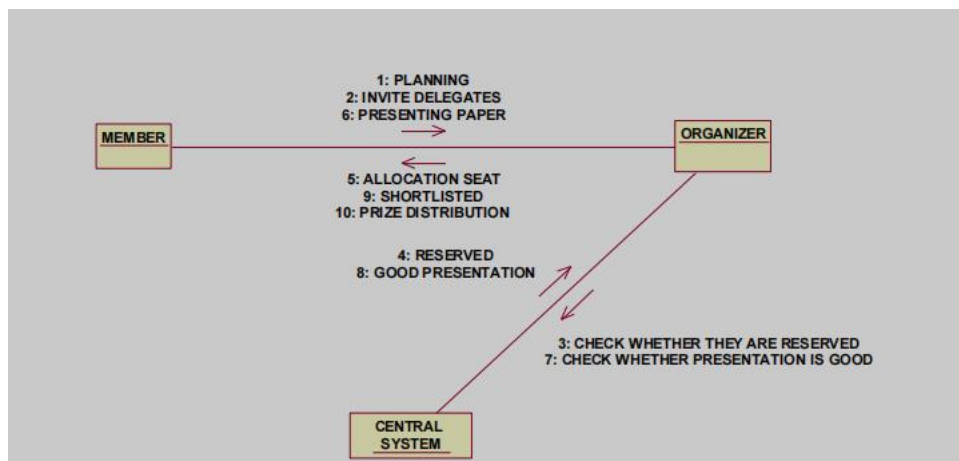 1: PLANNING
2: INVITE DELEGATES
6: PRESENTING PAPER
MEMBER
ORGANIZER
5: ALLOCATION SEAT
9: SHORTLISTED
10: PRIZE DISTRIBUTION
4: RESERVED
8: GOOD PRESENTATION
3: CHECK WHETHER THEY ARE RESERVED
7: CHECK WHETHER PRESENTATION IS GOOD
CENTRAL
SYSTEM